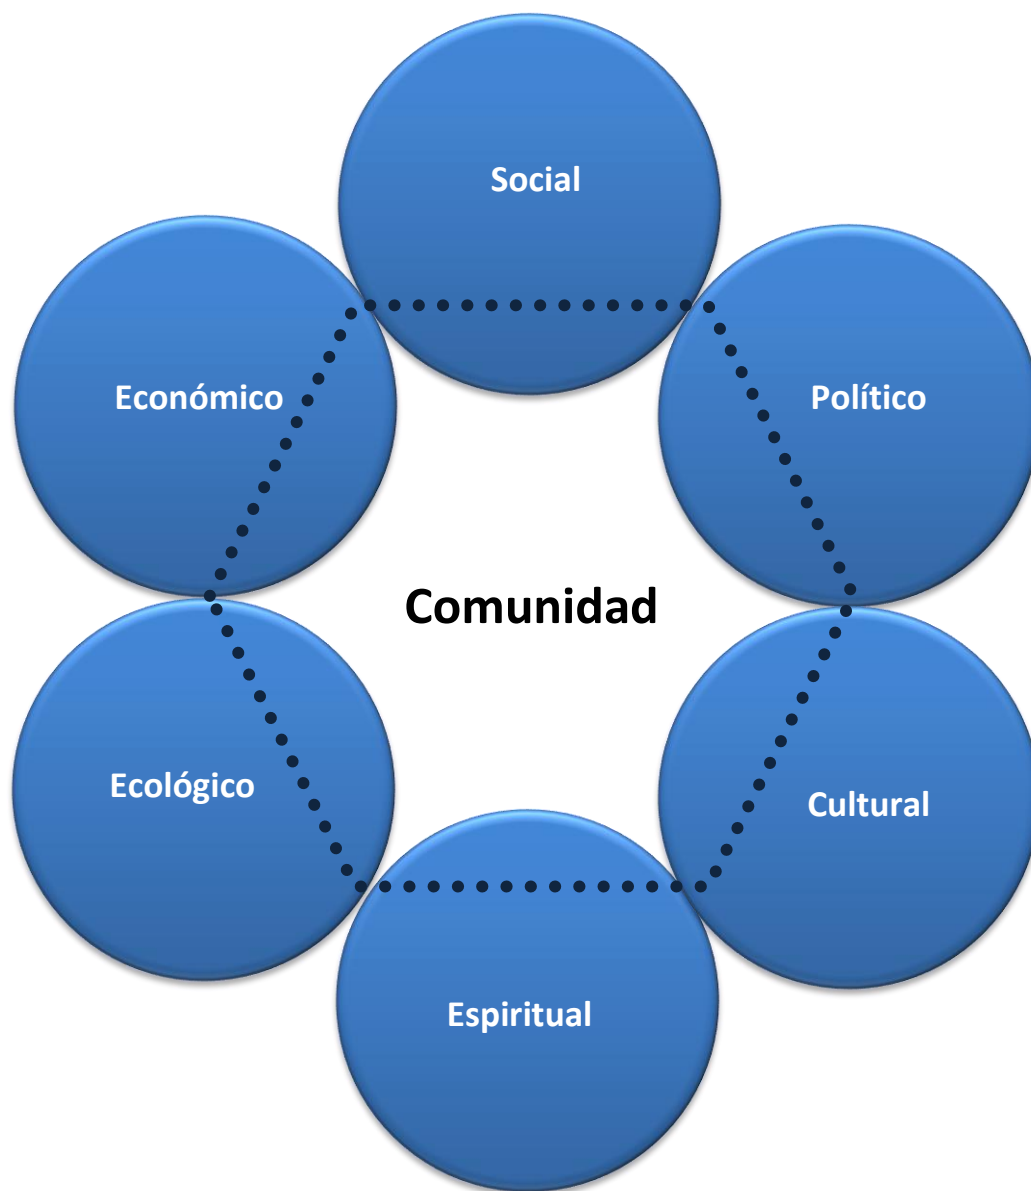 Social
Económico
Político
Comunidad
Ecológico
Cultural
Espiritual